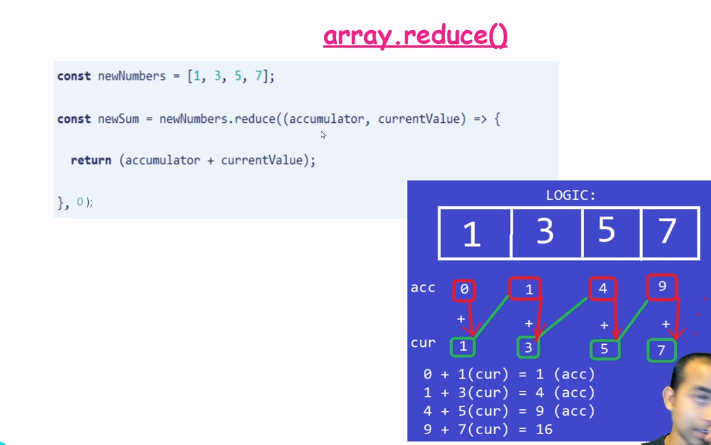 array.reduce()
const newNumbers = [1, 3, 5, 7];
const newSum = newNumbers.reduce((accumulator, currentValue) => {
return (accumulator + currentValue);
}, 0 );
LOGIC:
1 3 5 7
acc 0 1 4 9
+ + + +
cur 1 3 5 7
0 + 1(cur) = 1 (acc)
1 + 3(cur) = 4 (acc)
4 + 5(cur) = 9 (acc)
9 + 7(cur) = 16